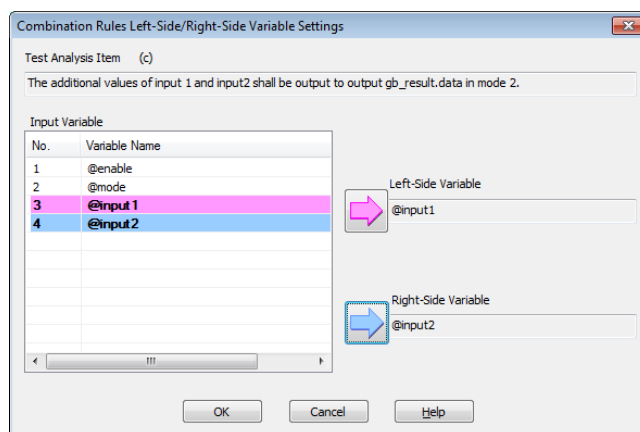 Combination Rules Left-Side/Right-Side Variable Settings
Test Analysis Item (c)
The additional values of input 1 and input2 shall be output to output gb_result.data in mode 2.
Input Variable
No. Variable Name
1 @enable
2 @mode
3 @input1
4 @input2
Left-Side Variable
@input1
Right-Side Variable
@input2
OK Cancel Help